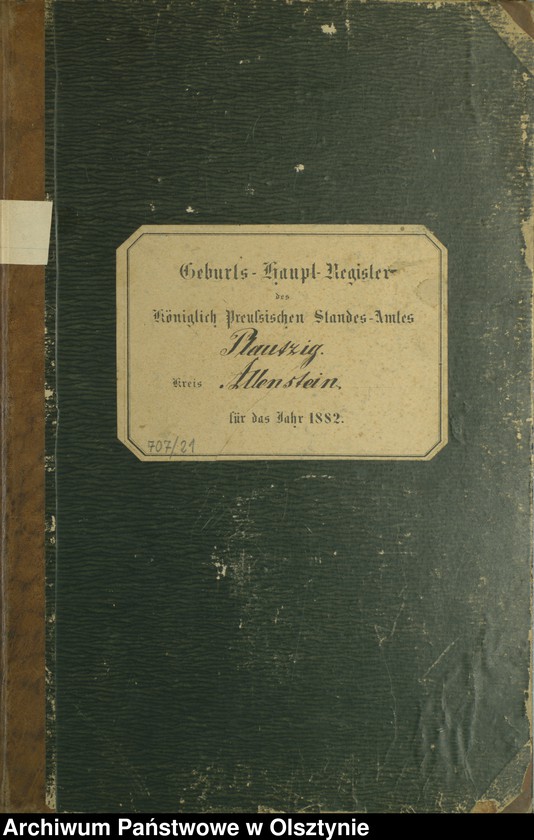 Geburts-Haupt-Register
des
Königlich Preußischen Standes-Amtes
Plautzig.
Kreis Allenstein.
für das Jahr 1882.
707/21
Archiwum Państwowe w Olsztynie